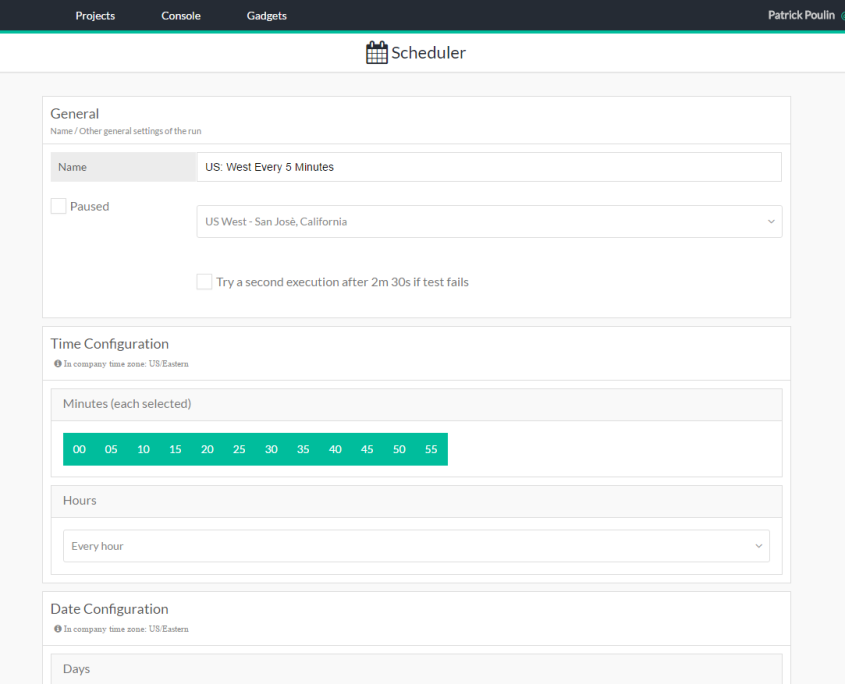 Projects Console Gadgets Patrick Poulin
Scheduler
General
Name / Other general settings of the run
Name US: West Every 5 Minutes
Paused
US West - San Josè, California
Try a second execution after 2m 30s if test fails
Time Configuration
In company time zone: US/Eastern
Minutes (each selected)
00 05 10 15 20 25 30 35 40 45 50 55
Hours
Every hour
Date Configuration
In company time zone: US/Eastern
Days